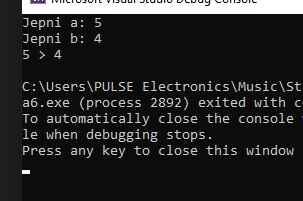 Microsoft Visual Studio Debug Console
Jepni a: 5
Jepni b: 4
5 > 4
C:\Users\PULSE Electronics\Music\St
a6.exe (process 2892) exited with c
To automatically close the console
le when debugging stops.
Press any key to close this window